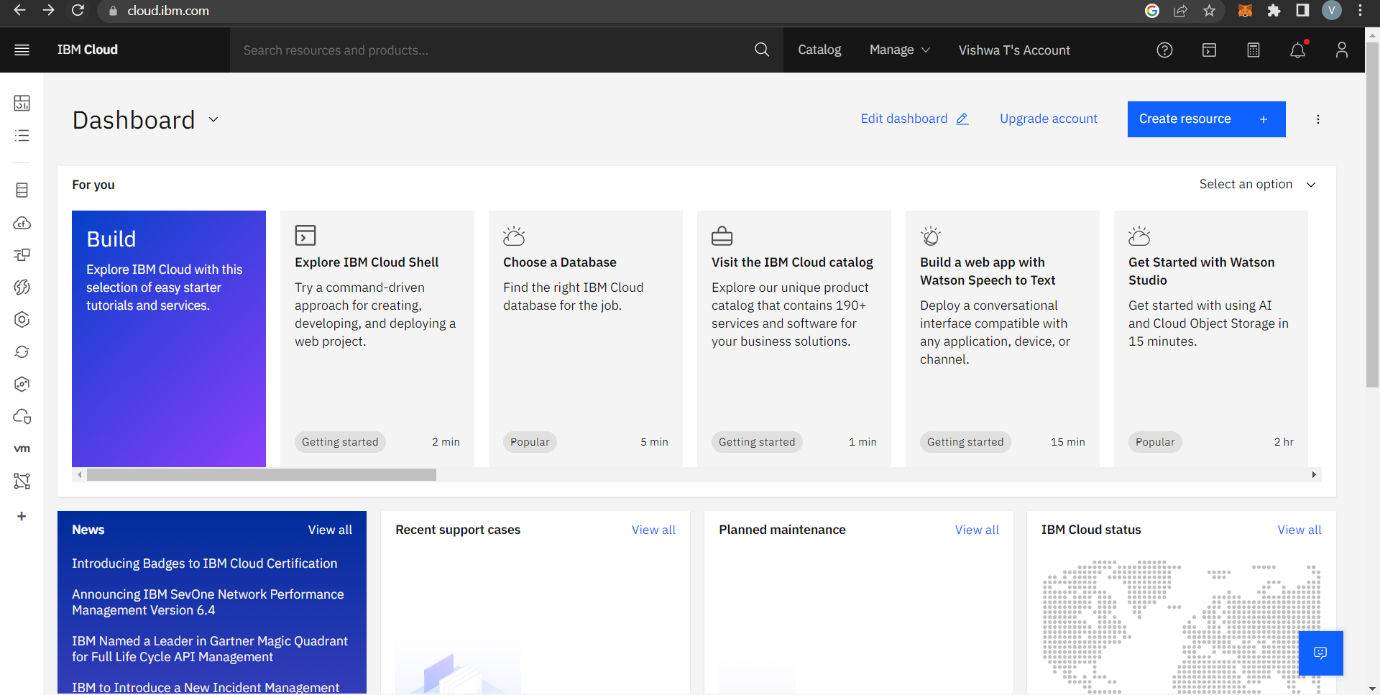 cloud.ibm.com
V
IBM Cloud
Search resources and products...
Catalog
Manage
Vishwa T's Account
Dashboard
Edit dashboard
Upgrade account
Create resource +
For you
Select an option
Build
Explore IBM Cloud with this
selection of easy starter
tutorials and services.
Explore IBM Cloud Shell
Try a command-driven
approach for creating,
developing, and deploying a
web project.
Getting started
2 min
Choose a Database
Find the right IBM Cloud
database for the job.
Popular
5 min
Visit the IBM Cloud catalog
Explore our unique product
catalog that contains 190+
services and software for
your business solutions.
Getting started
1 min
Build a web app with
Watson Speech to Text
Deploy a conversational
interface compatible with
any application, device, or
channel.
Getting started
15 min
Get Started with Watson
Studio
Get started with using AI
and Cloud Object Storage in
15 minutes.
Popular
2 hr
cf
vm
News
View all
Introducing Badges to IBM Cloud Certification
Announcing IBM SevOne Network Performance
Management Version 6.4
IBM Named a Leader in Gartner Magic Quadrant
for Full Life Cycle API Management
IBM to Introduce a New Incident Management
Recent support cases
View all
Planned maintenance
View all
IBM Cloud status
View all